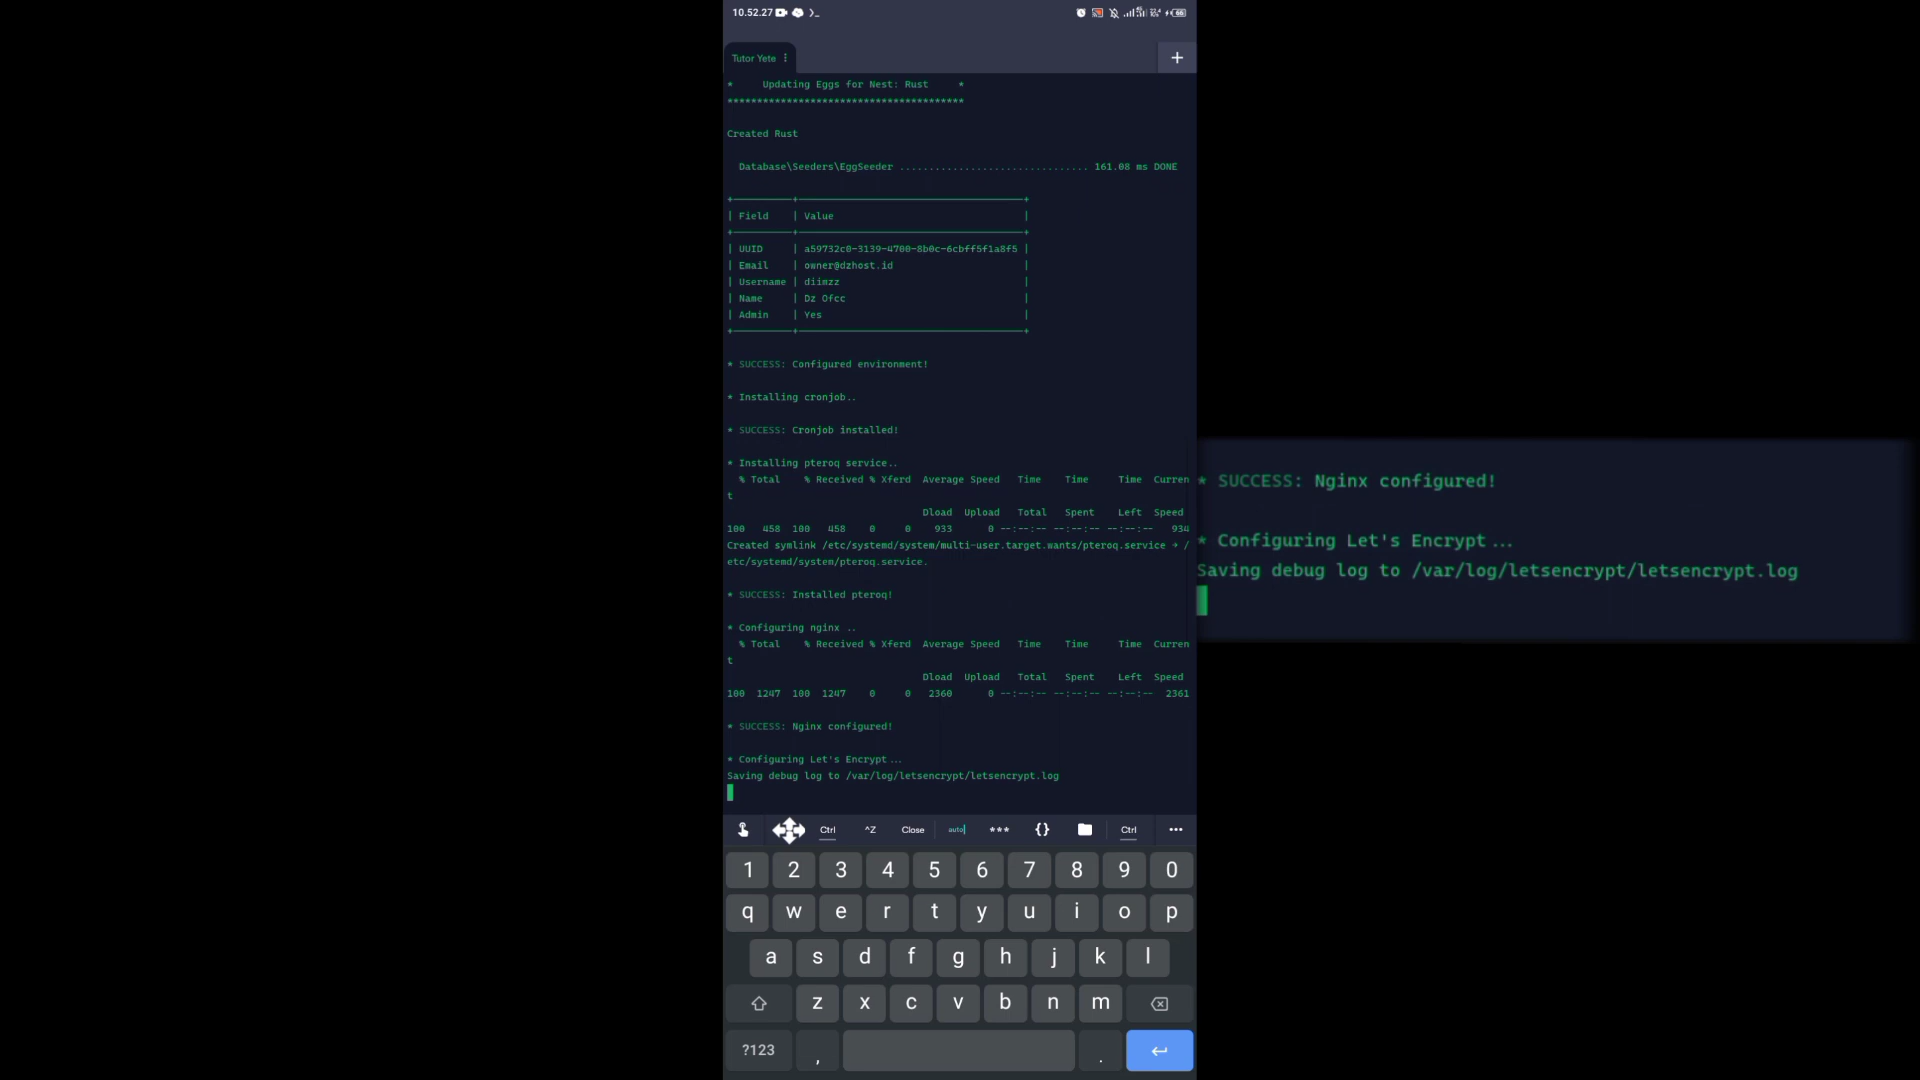 10.52.27
Tutor Yete
+
* Updating Eggs for Nest: Rust *
****************************************
Created Rust
Database\Seeders\EggSeeder ................................ 161.08 ms DONE
| Field | Value |
| UUID | a59732c0-3139-4700-8b0c-6cbff5f1a8f5 |
| Email | owner@dzhost.id |
| Username | diimzz |
| Name | Dz Ofcc |
| Admin | Yes |
* SUCCESS: Configured environment!
* Installing cronjob..
* SUCCESS: Cronjob installed!
* Installing pteroq service..
% Total % Received % Xferd Average Speed Time Time Time Curren
t
Dload Upload Total Spent Left Speed
100 458 100 458 0 0 933 0 --:--:-- --:--:-- --:--:-- 934
Created symlink /etc/systemd/system/multi-user.target.wants/pteroq.service → /
etc/systemd/system/pteroq.service.
* SUCCESS: Installed pteroq!
* Configuring nginx ..
% Total % Received % Xferd Average Speed Time Time Time Curren
t
Dload Upload Total Spent Left Speed
100 1247 100 1247 0 0 2360 0 --:--:-- --:--:-- --:--:-- 2361
* SUCCESS: Nginx configured!
* Configuring Let's Encrypt...
Saving debug log to /var/log/letsencrypt/letsencrypt.log
* SUCCESS: Nginx configured!
* Configuring Let's Encrypt...
Saving debug log to /var/log/letsencrypt/letsencrypt.log
Ctrl ^Z Close auto *** {} Ctrl •••
1 2 3 4 5 6 7 8 9 0
q w e r t y u i o p
a s d f g h j k l
z x c v b n m
?123 , .